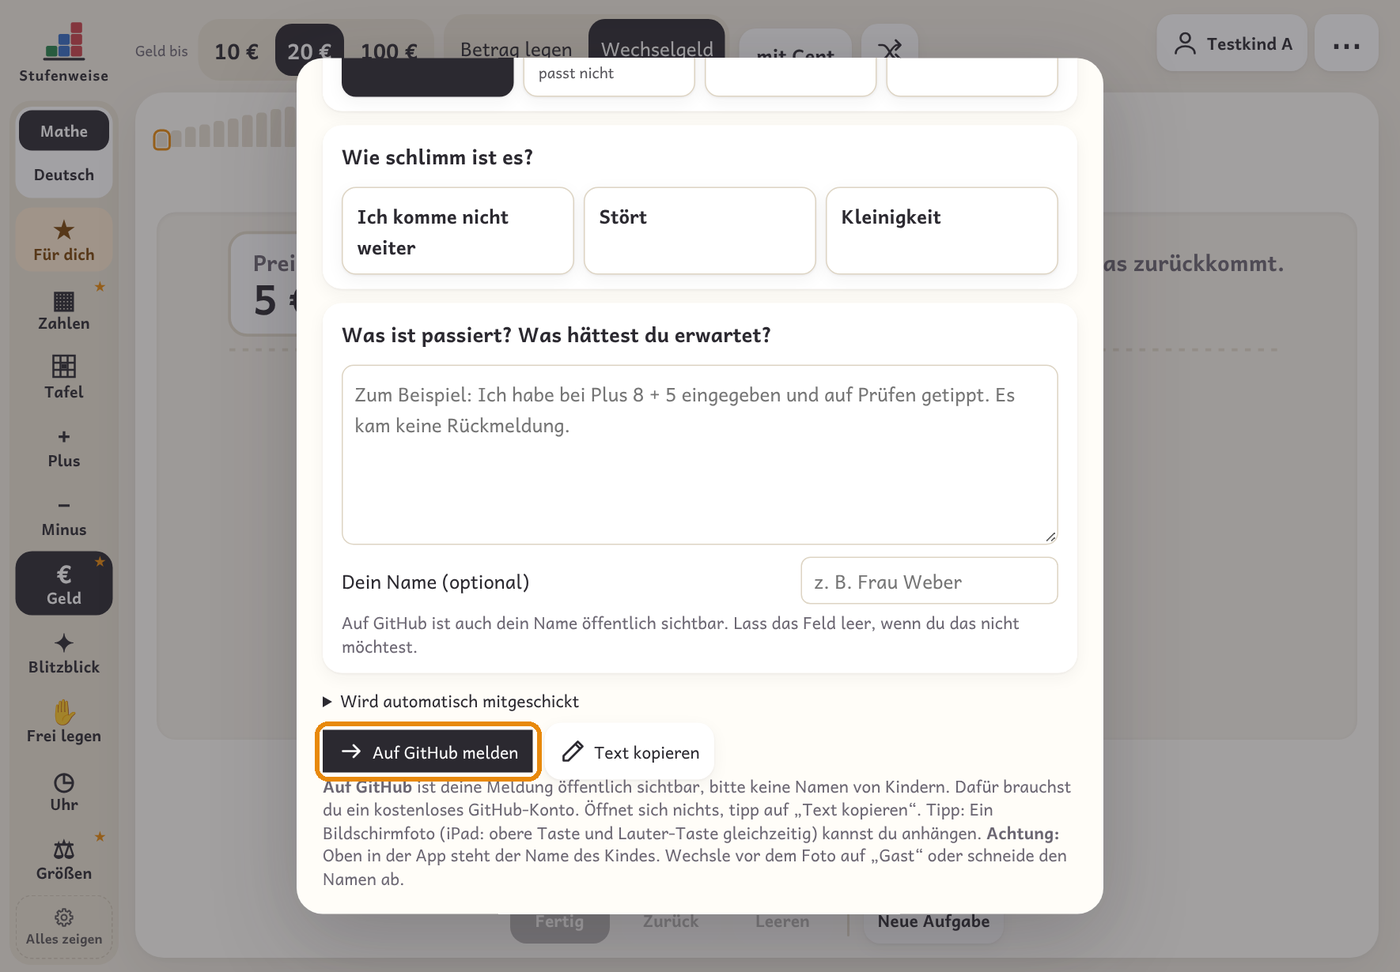 Stufenweise
Geld bis
10 €
20 €
100 €
Betrag legen
Wechselgeld
mit Cent
Testkind A
...
Mathe
Deutsch
Für dich
Zahlen
Tafel
+
Plus
−
Minus
€
Geld
Blitzblick
Frei legen
Uhr
Größen
Alles zeigen
5
as zurückkommt.
passt nicht
Wie schlimm ist es?
Ich komme nicht
weiter
Stört
Kleinigkeit
Was ist passiert? Was hättest du erwartet?
Zum Beispiel: Ich habe bei Plus 8 + 5 eingegeben und auf Prüfen getippt. Es
kam keine Rückmeldung.
Dein Name (optional)
z. B. Frau Weber
Auf GitHub ist auch dein Name öffentlich sichtbar. Lass das Feld leer, wenn du das nicht
möchtest.
Wird automatisch mitgeschickt
Auf GitHub melden
Text kopieren
Auf GitHub ist deine Meldung öffentlich sichtbar, bitte keine Namen von Kindern. Dafür brauchst
du ein kostenloses GitHub-Konto. Öffnet sich nichts, tipp auf „Text kopieren“. Tipp: Ein
Bildschirmfoto (iPad: obere Taste und Lauter-Taste gleichzeitig) kannst du anhängen. Achtung:
Oben in der App steht der Name des Kindes. Wechsle vor dem Foto auf „Gast“ oder schneide den
Namen ab.
Fertig
Zurück
Leeren
Neue Aufgabe